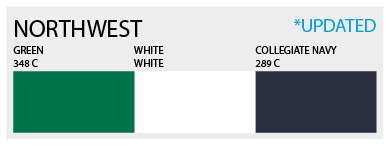 NORTHWEST
*UPDATED
GREEN
348 C
WHITE
WHITE
COLLEGIATE NAVY
289 C